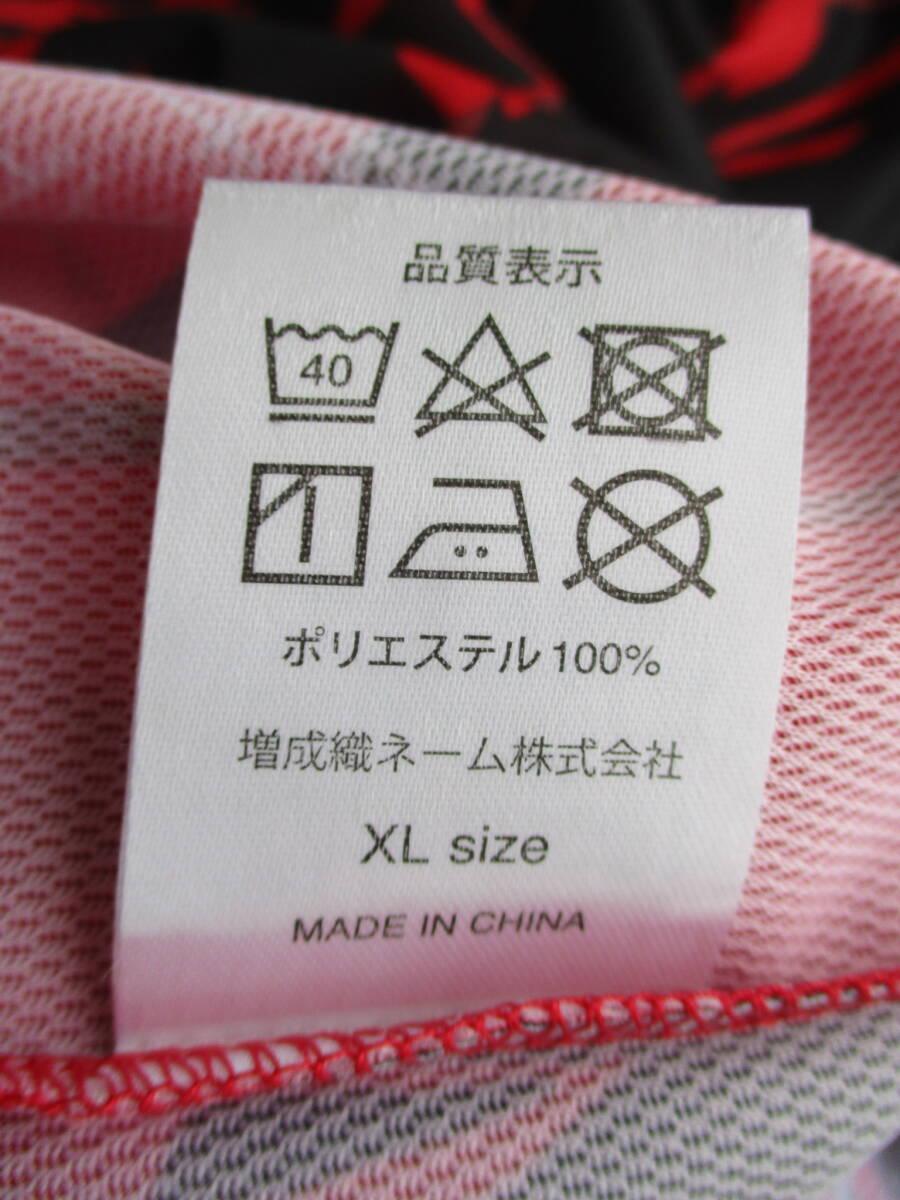 品質表示
40
ポリエステル100%
増成織ネーム株式会社
XL size
MADE IN CHINA